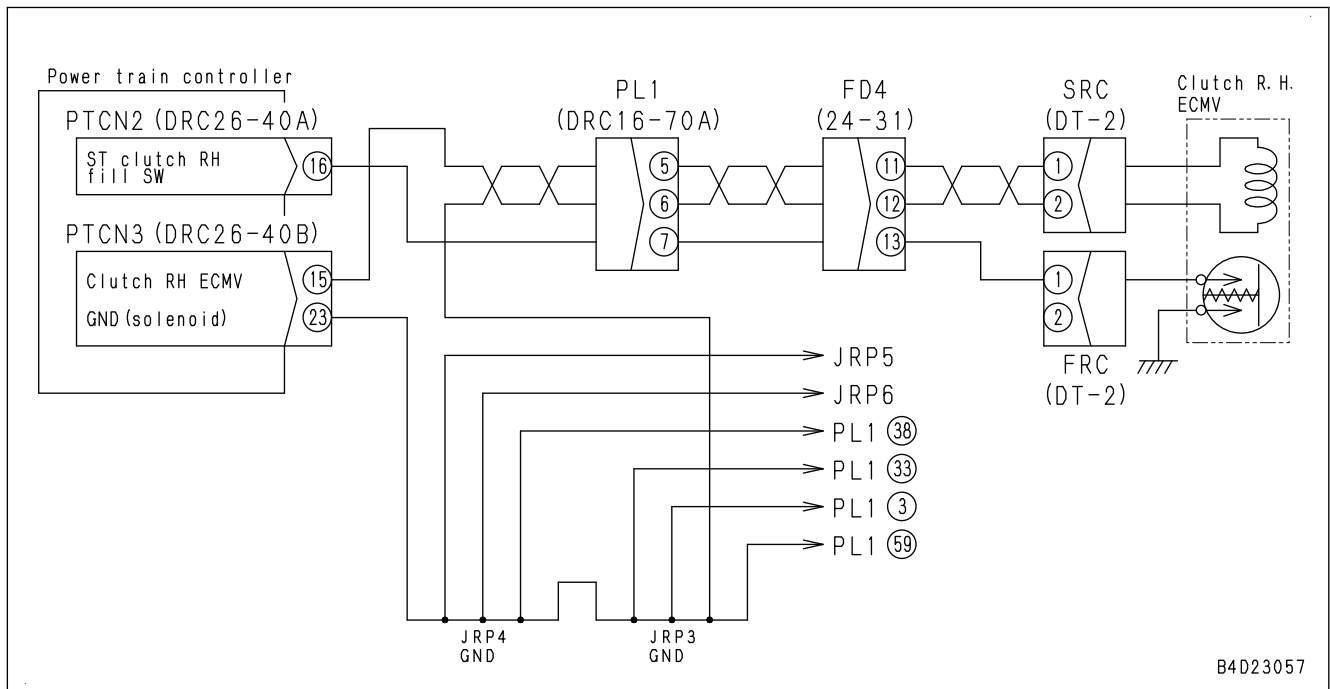 Power train controller
PTCN2 (DRC26-40A)
ST clutch RH
fill SW
16
PTCN3 (DRC26-40B)
Clutch RH ECMV
15
GND (solenoid)
23
PL1
(DRC16-70A)
5
6
7
FD4
(24-31)
11
12
13
SRC
(DT-2)
1
2
Clutch R. H.
ECMV
1
2
FRC
(DT-2)
JRP5
JRP6
PL1 38
PL1 33
PL1 3
PL1 59
JRP4
GND
JRP3
GND
B4D23057